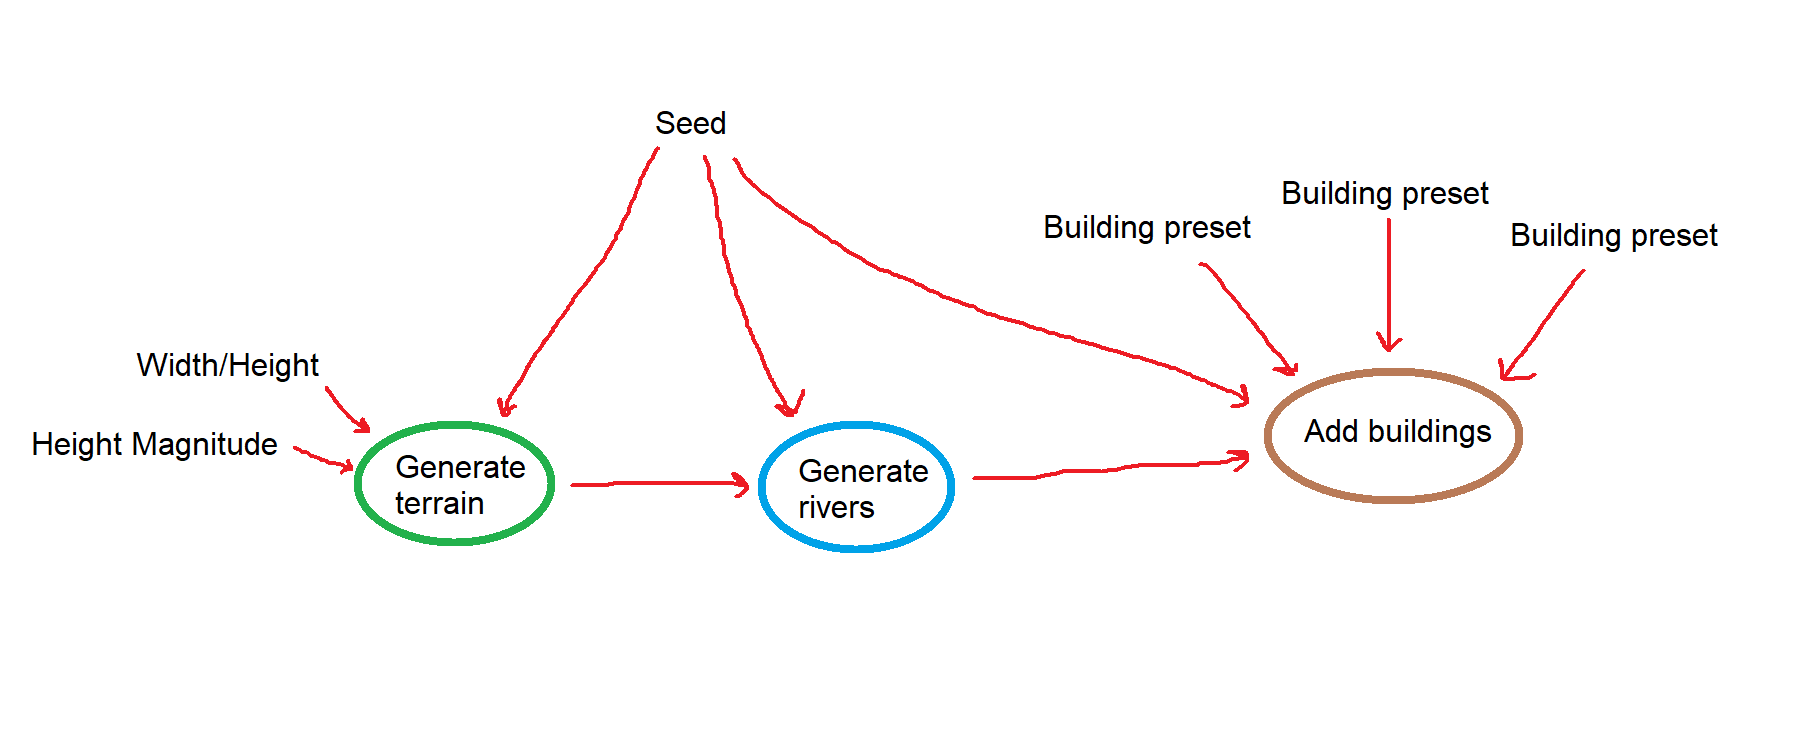 Seed
Building preset
Building preset
Building preset
Width/Height
Height Magnitude
Generate
terrain
Generate
rivers
Add buildings